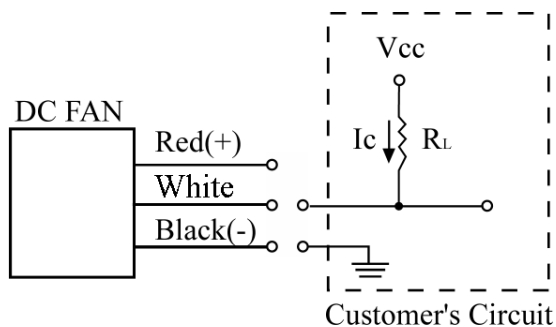 Vcc
DC FAN
Red(+)
Ic
RL
White
Black(-)
Customer's Circuit